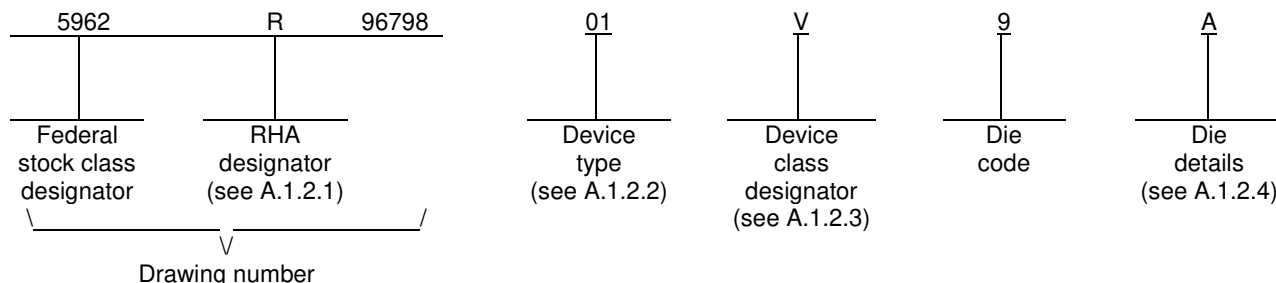 5962 R 96798 01 V 9 A
Federal stock class designator
RHA designator (see A.1.2.1)
Device type (see A.1.2.2)
Device class designator (see A.1.2.3)
Die code
Die details (see A.1.2.4)
Drawing number